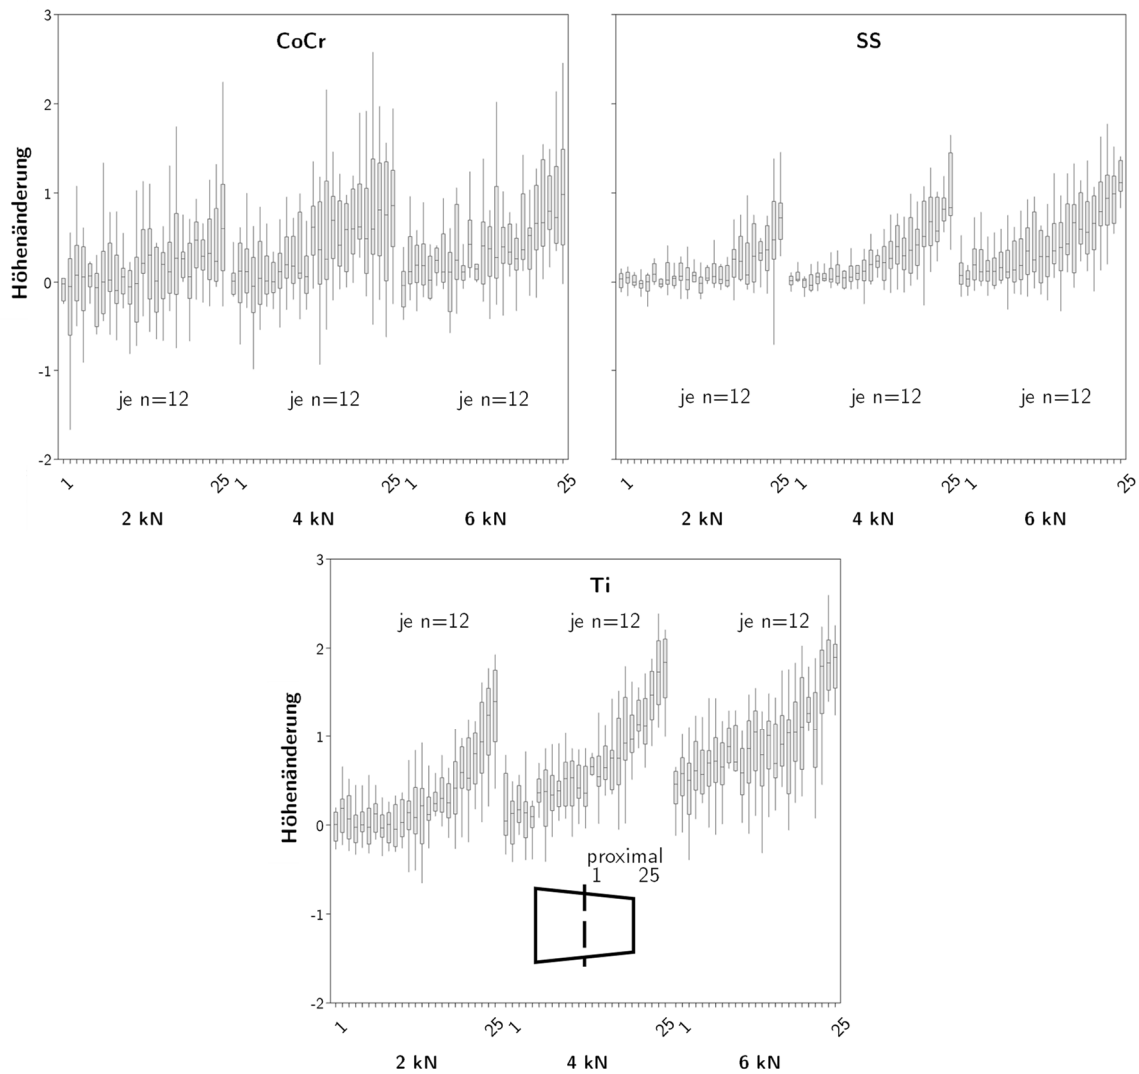 CoCr
SS
3
2
1
0
-1
-2
Höhenänderung
je n=12 je n=12 je n=12
je n=12 je n=12 je n=12
1 25 1 25 1 25
1 25 1 25 1 25
2 kN 4 kN 6 kN
2 kN 4 kN 6 kN
Ti
3
2
1
0
-1
-2
Höhenänderung
je n=12 je n=12 je n=12
proximal
1 25
1 25 1 25 1 25
2 kN 4 kN 6 kN